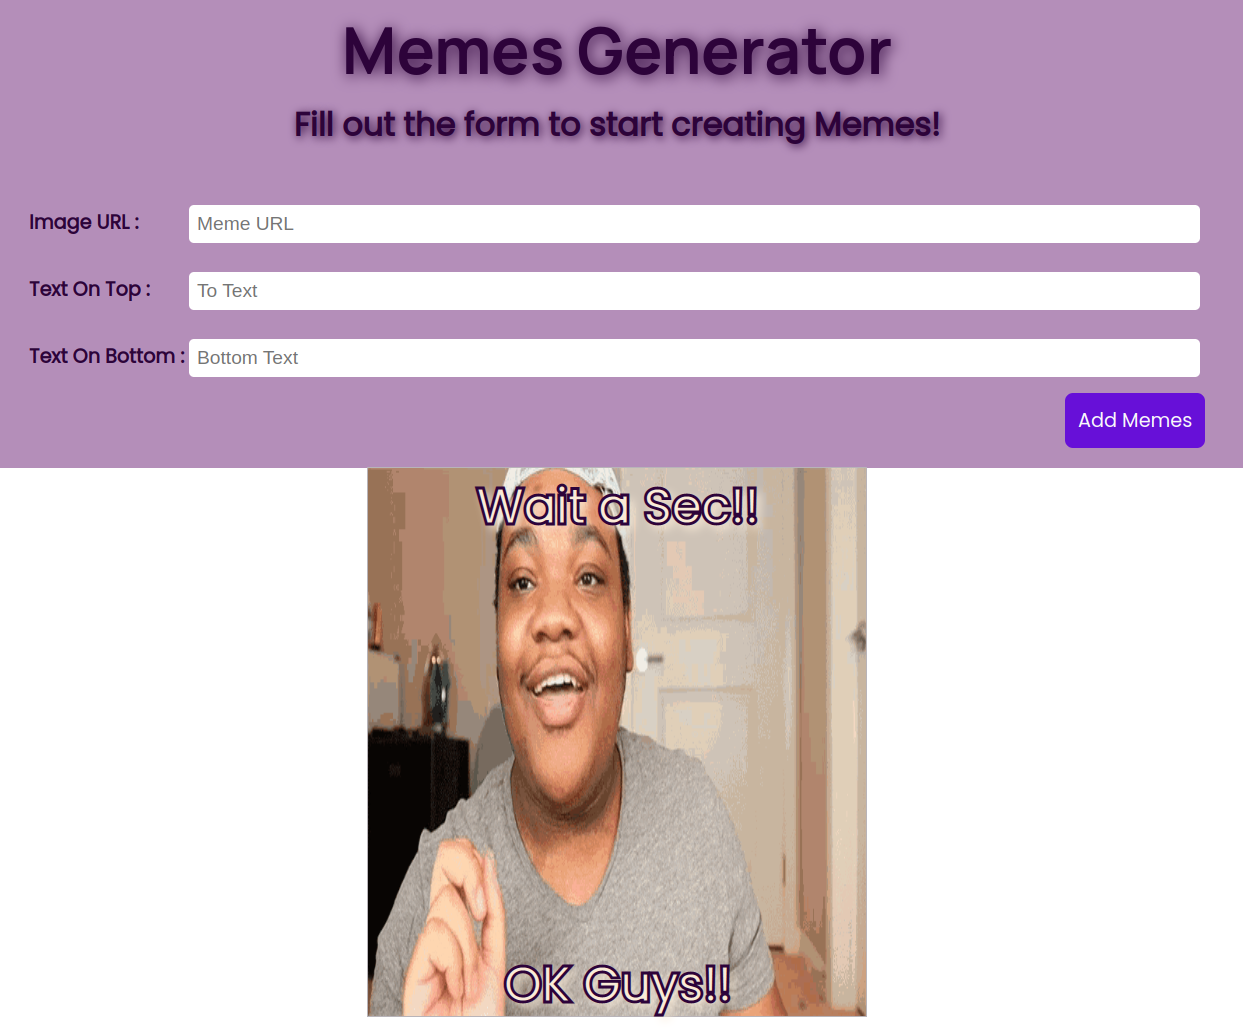 Memes Generator
Fill out the form to start creating Memes!
Image URL : Meme URL
Text On Top : To Text
Text On Bottom : Bottom Text
Add Memes
Wait a Sec!!
OK Guys!!